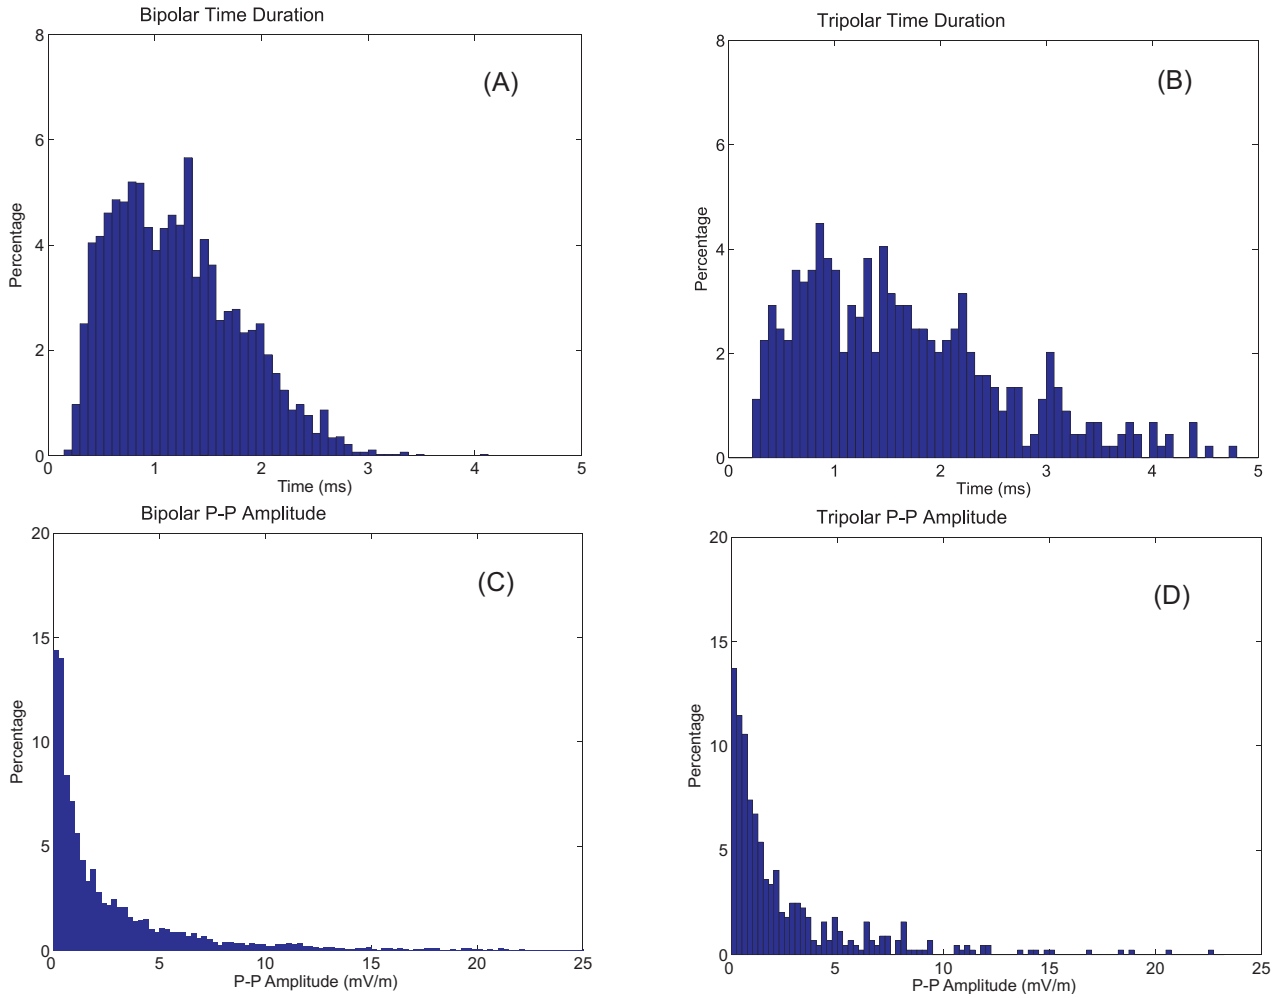 Bipolar Time Duration
(A)
Percentage
8
6
4
2
0
0 1 2 3 4 5
Time (ms)
Tripolar Time Duration
(B)
Percentage
8
6
4
2
0
0 1 2 3 4 5
Time (ms)
Bipolar P-P Amplitude
(C)
Percentage
20
15
10
5
0
0 5 10 15 20 25
P-P Amplitude (mV/m)
Tripolar P-P Amplitude
(D)
Percentage
20
15
10
5
0
0 5 10 15 20 25
P-P Amplitude (mV/m)